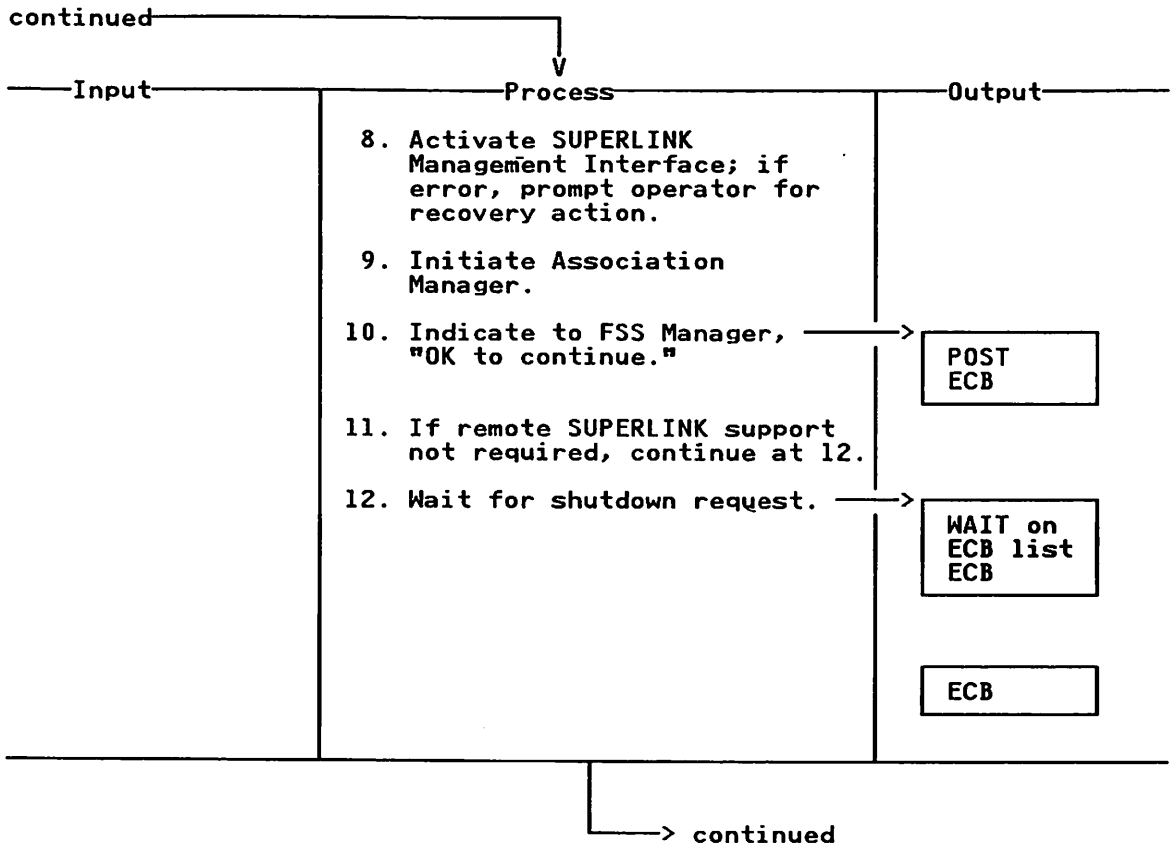 continued
Input
Process
Output
8. Activate SUPERLINK
Management Interface; if
error, prompt operator for
recovery action.
9. Initiate Association
Manager.
10. Indicate to FSS Manager,
"OK to continue."
POST
ECB
11. If remote SUPERLINK support
not required, continue at 12.
12. Wait for shutdown request.
WAIT on
ECB list
ECB
ECB
continued